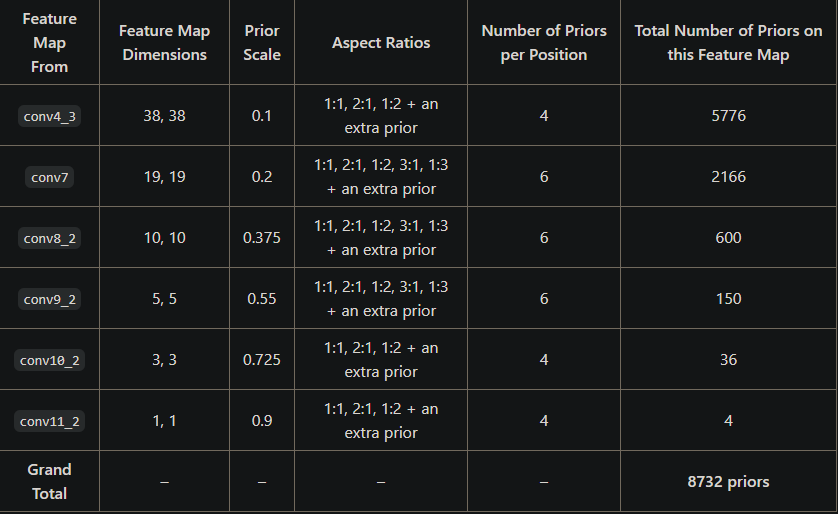 Feature
Map
From
Feature Map
Dimensions
Prior
Scale
Aspect Ratios
Number of Priors
per Position
Total Number of Priors on
this Feature Map
conv4_3
38, 38
0.1
1:1, 2:1, 1:2 + an
extra prior
4
5776
conv7
19, 19
0.2
1:1, 2:1, 1:2, 3:1, 1:3
+ an extra prior
6
2166
conv8_2
10, 10
0.375
1:1, 2:1, 1:2, 3:1, 1:3
+ an extra prior
6
600
conv9_2
5, 5
0.55
1:1, 2:1, 1:2, 3:1, 1:3
+ an extra prior
6
150
conv10_2
3, 3
0.725
1:1, 2:1, 1:2 + an
extra prior
4
36
conv11_2
1, 1
0.9
1:1, 2:1, 1:2 + an
extra prior
4
4
Grand
Total
–
–
–
–
8732 priors